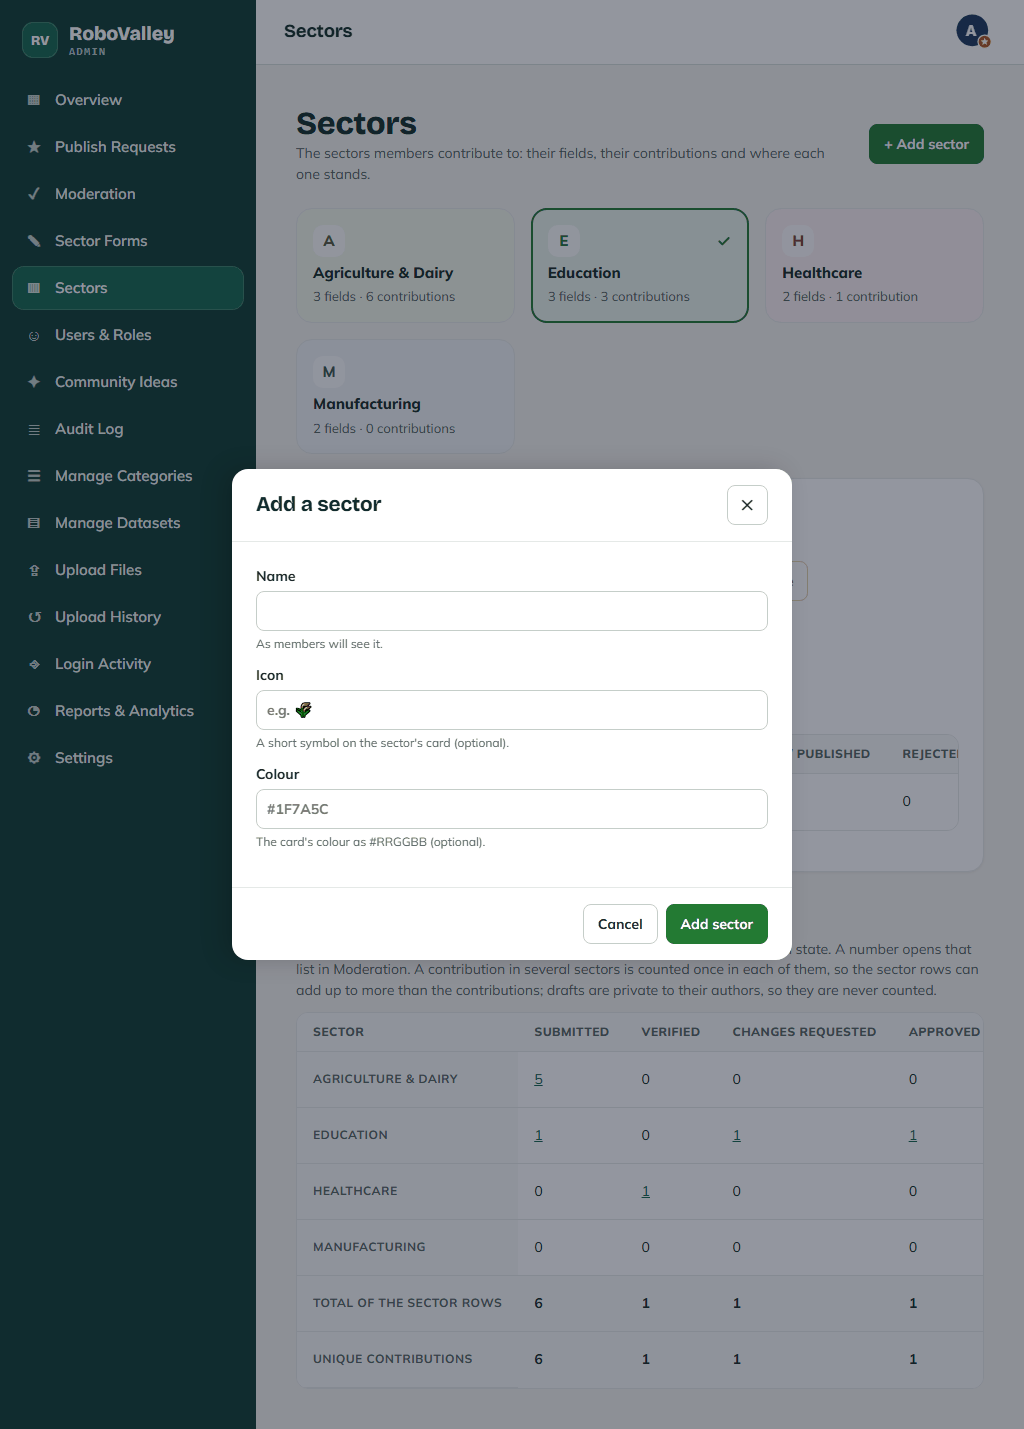 RV
RoboValley
ADMIN
Overview
Publish Requests
Moderation
Sector Forms
Sectors
Users & Roles
Community Ideas
Audit Log
Manage Categories
Manage Datasets
Upload Files
Upload History
Login Activity
Reports & Analytics
Settings
Sectors
A
Sectors
The sectors members contribute to: their fields, their contributions and where each
one stands.
+ Add sector
A
Agriculture & Dairy
3 fields · 6 contributions
E
Education
3 fields · 3 contributions
H
Healthcare
2 fields · 1 contribution
M
Manufacturing
2 fields · 0 contributions
Add a sector
Name
As members will see it.
Icon
e.g.
A short symbol on the sector's card (optional).
Colour
#1F7A5C
The card's colour as #RRGGBB (optional).
Cancel
Add sector
PUBLISHED
0
state. A number opens that
list in Moderation. A contribution in several sectors is counted once in each of them, so the sector rows can
add up to more than the contributions; drafts are private to their authors, so they are never counted.
SECTOR SUBMITTED VERIFIED CHANGES REQUESTED APPROVED
AGRICULTURE & DAIRY 5 0 0 0
EDUCATION 1 0 1 1
HEALTHCARE 0 1 0 0
MANUFACTURING 0 0 0 0
TOTAL OF THE SECTOR ROWS 6 1 1 1
UNIQUE CONTRIBUTIONS 6 1 1 1